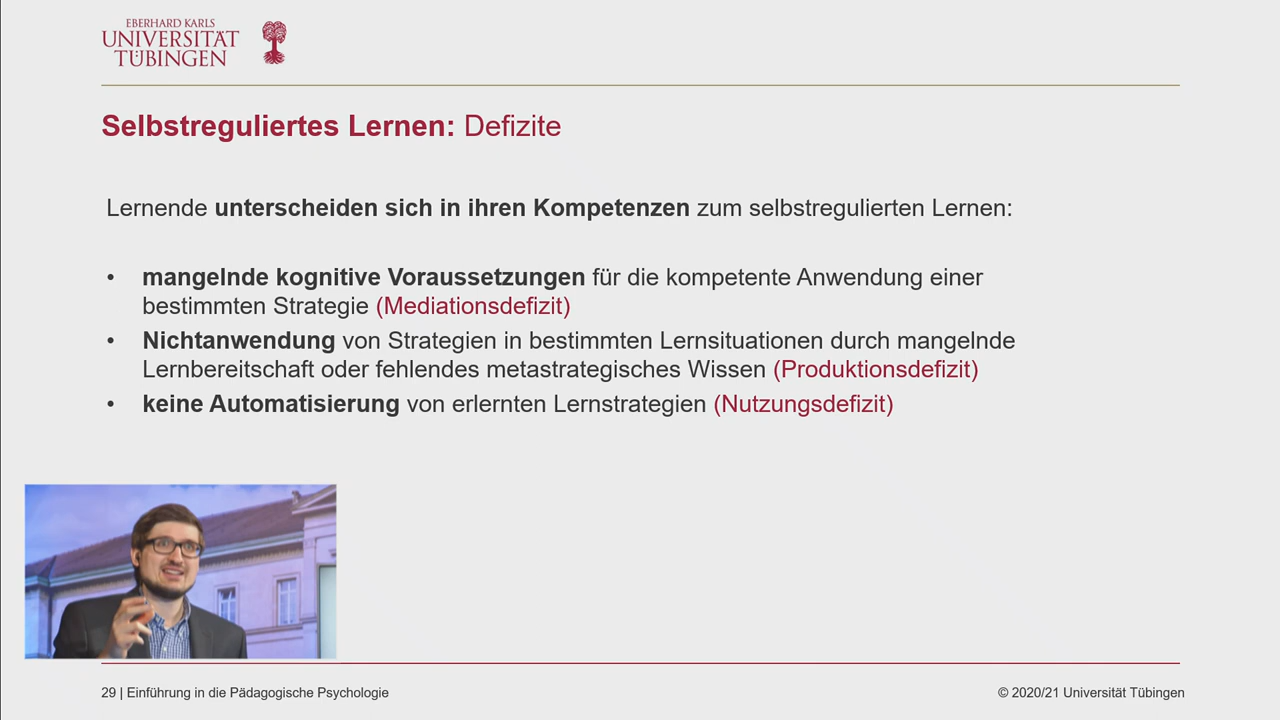 EBERHARD KARLS
UNIVERSITÄT
TÜBINGEN
Selbstreguliertes Lernen: Defizite
Lernende unterscheiden sich in ihren Kompetenzen zum selbstregulierten Lernen:
• mangelnde kognitive Voraussetzungen für die kompetente Anwendung einer
bestimmten Strategie (Mediationsdefizit)
• Nichtanwendung von Strategien in bestimmten Lernsituationen durch mangelnde
Lernbereitschaft oder fehlendes metastrategisches Wissen (Produktionsdefizit)
• keine Automatisierung von erlernten Lernstrategien (Nutzungsdefizit)
29 | Einführung in die Pädagogische Psychologie
© 2020/21 Universität Tübingen